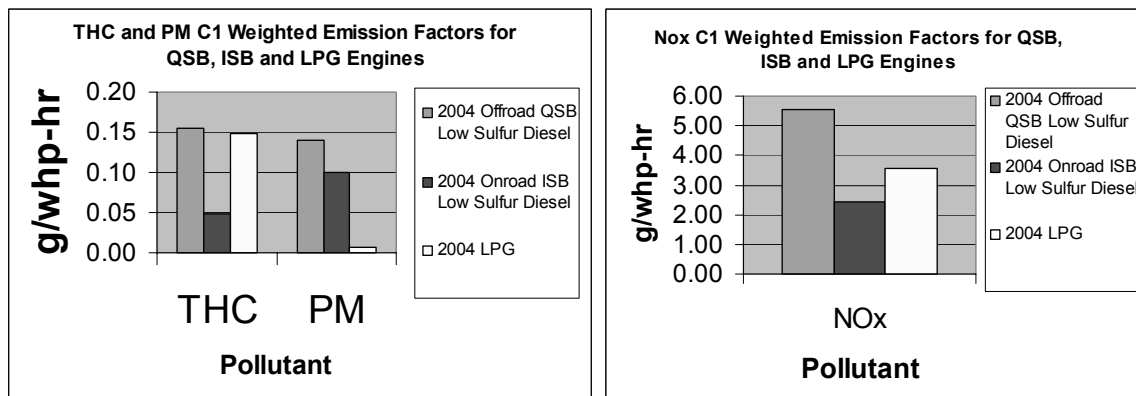 THC and PM C1 Weighted Emission Factors for
QSB, ISB and LPG Engines
g/whp-hr
0.20
0.15
0.10
0.05
0.00
THC
PM
Pollutant
2004 Offroad QSB
Low Sulfur Diesel
2004 Onroad ISB
Low Sulfur Diesel
2004 LPG
Nox C1 Weighted Emission Factors for QSB,
ISB and LPG Engines
g/whp-hr
6.00
5.00
4.00
3.00
2.00
1.00
0.00
NOx
Pollutant
2004 Offroad
QSB Low Sulfur
Diesel
2004 Onroad ISB
Low Sulfur Diesel
2004 LPG